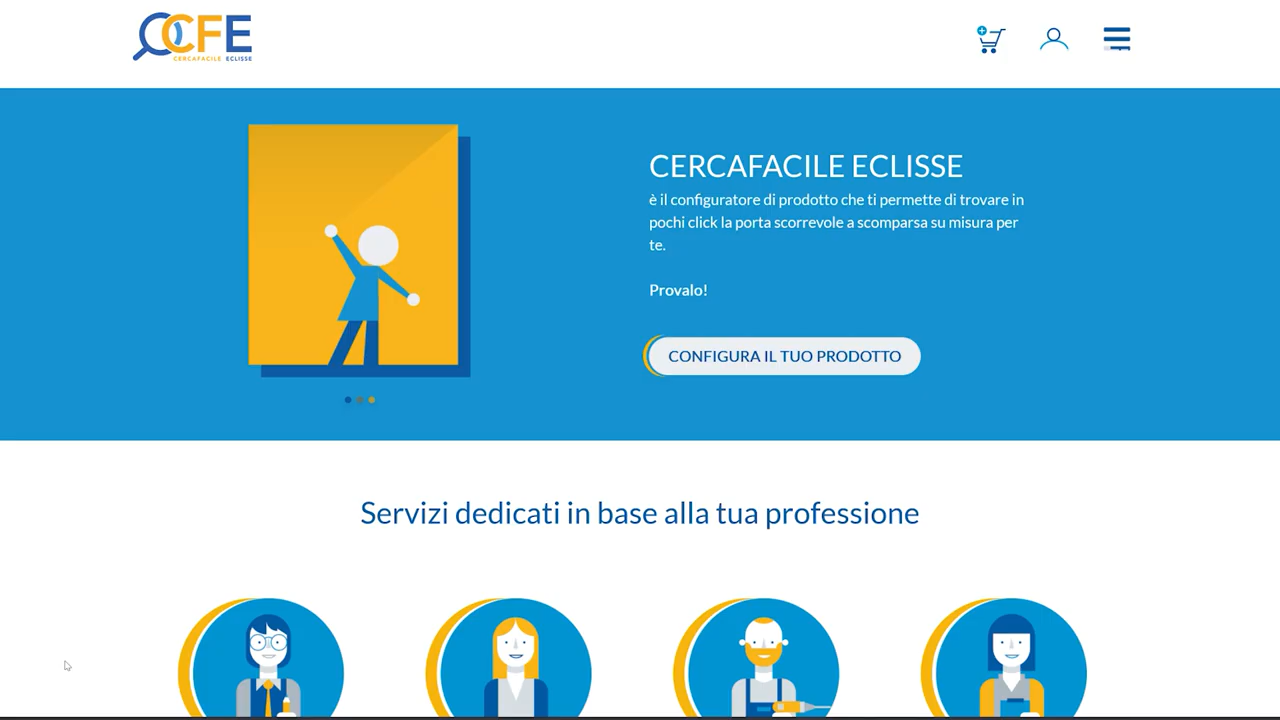 CFE
CERCAFACILE ECLISSE
CERCAFACILE ECLISSE
è il configuratore di prodotto che ti permette di trovare in
pochi click la porta scorrevole a scomparsa su misura per
te.
Provalo!
CONFIGURA IL TUO PRODOTTO
Servizi dedicati in base alla tua professione